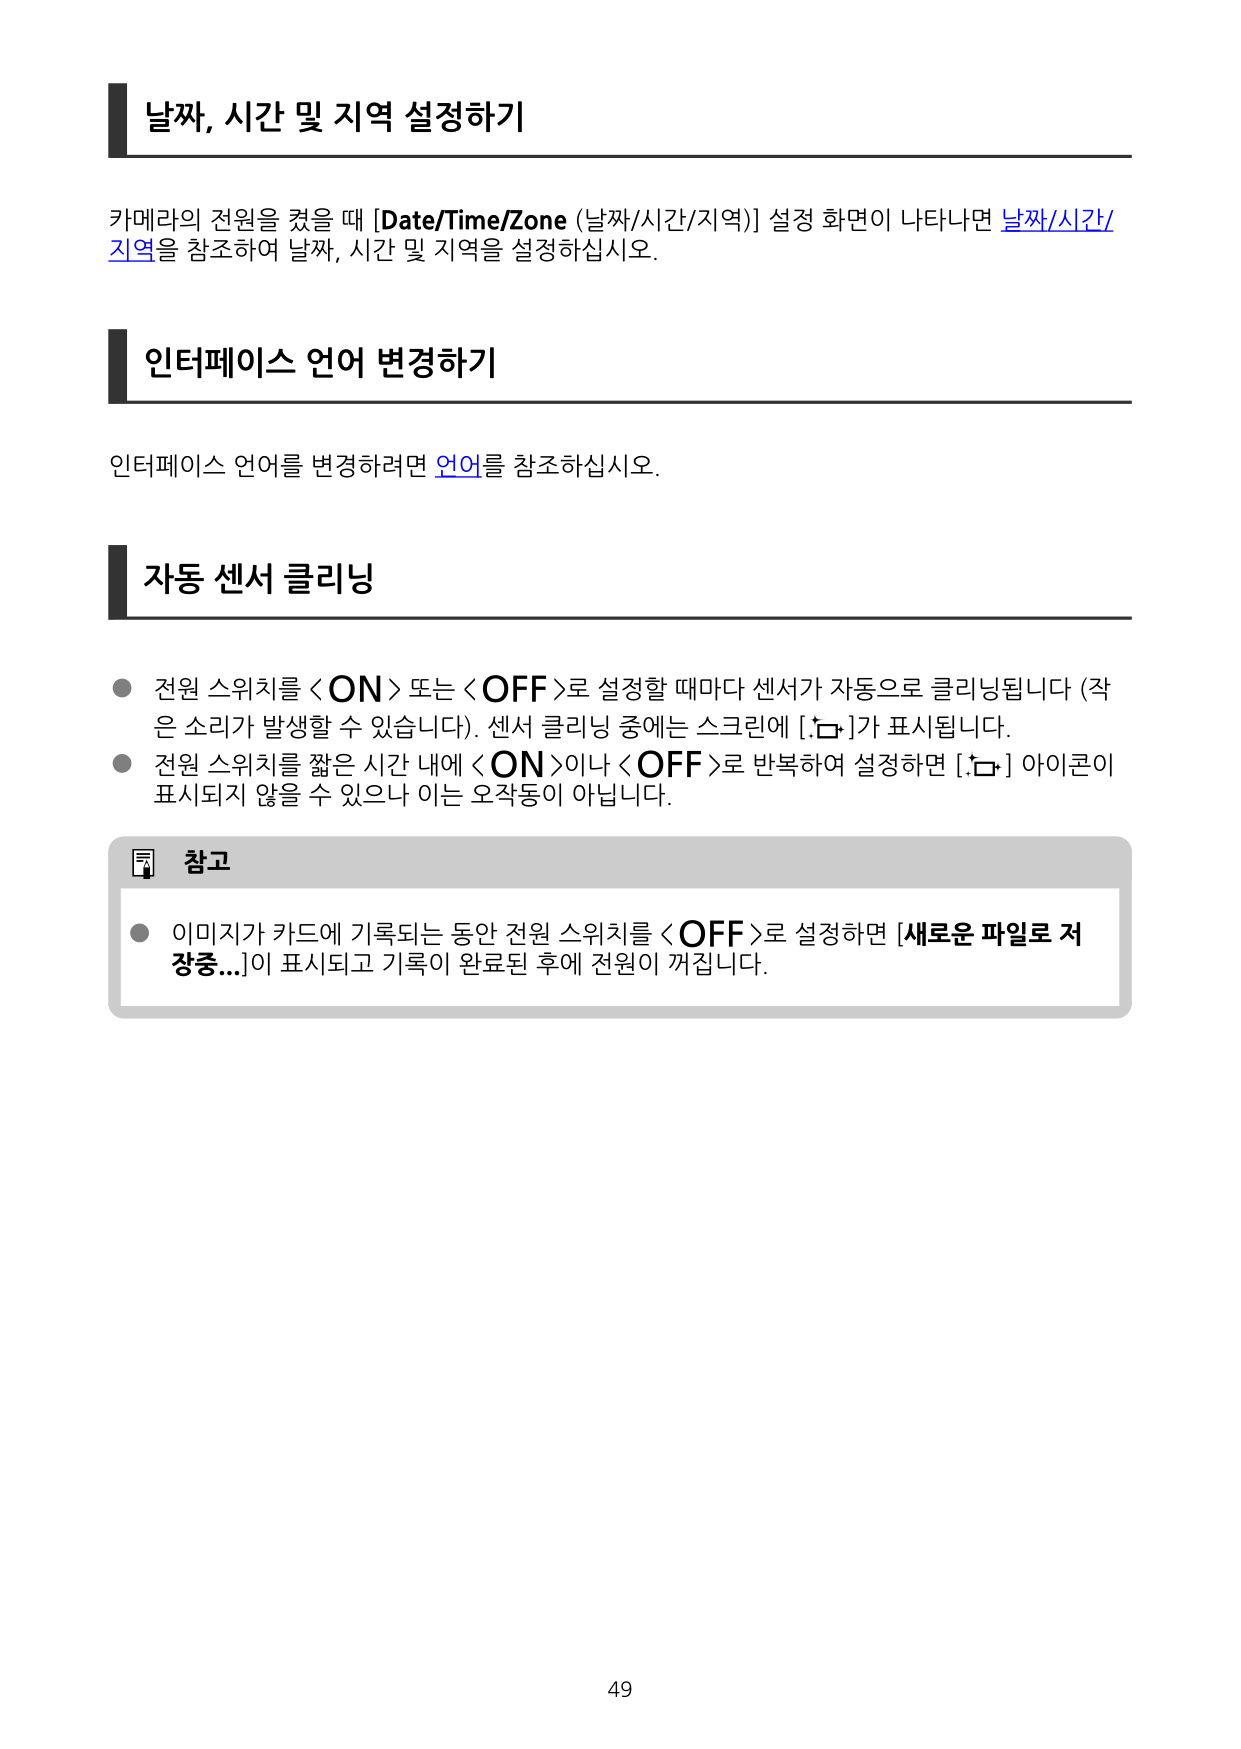 날짜, 시간 및 지역 설정하기
카메라의 전원을 켰을 때 [Date/Time/Zone (날짜/시간/지역)] 설정 화면이 나타나면 날짜/시간/
지역을 참조하여 날짜, 시간 및 지역을 설정하십시오.
인터페이스 언어 변경하기
인터페이스 언어를 변경하려면 언어를 참조하십시오.
자동 센서 클리닝
● 전원 스위치를 <ON> 또는 <OFF>로 설정할 때마다 센서가 자동으로 클리닝됩니다 (작
은 소리가 발생할 수 있습니다). 센서 클리닝 중에는 스크린에 []가 표시됩니다.
● 전원 스위치를 짧은 시간 내에 <ON>이나 <OFF>로 반복하여 설정하면 [] 아이콘이
표시되지 않을 수 있으나 이는 오작동이 아닙니다.
참고
● 이미지가 카드에 기록되는 동안 전원 스위치를 <OFF>로 설정하면 [새로운 파일로 저
장중...]이 표시되고 기록이 완료된 후에 전원이 꺼집니다.
49